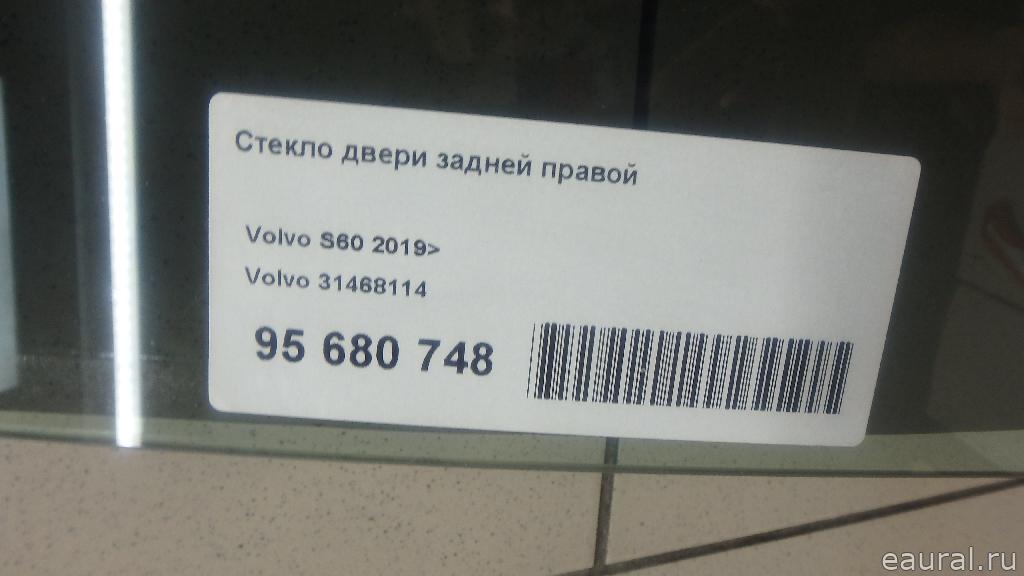 Стекло двери задней правой
Volvo S60 2019>
Volvo 31468114
95 680 748
eaural.ru